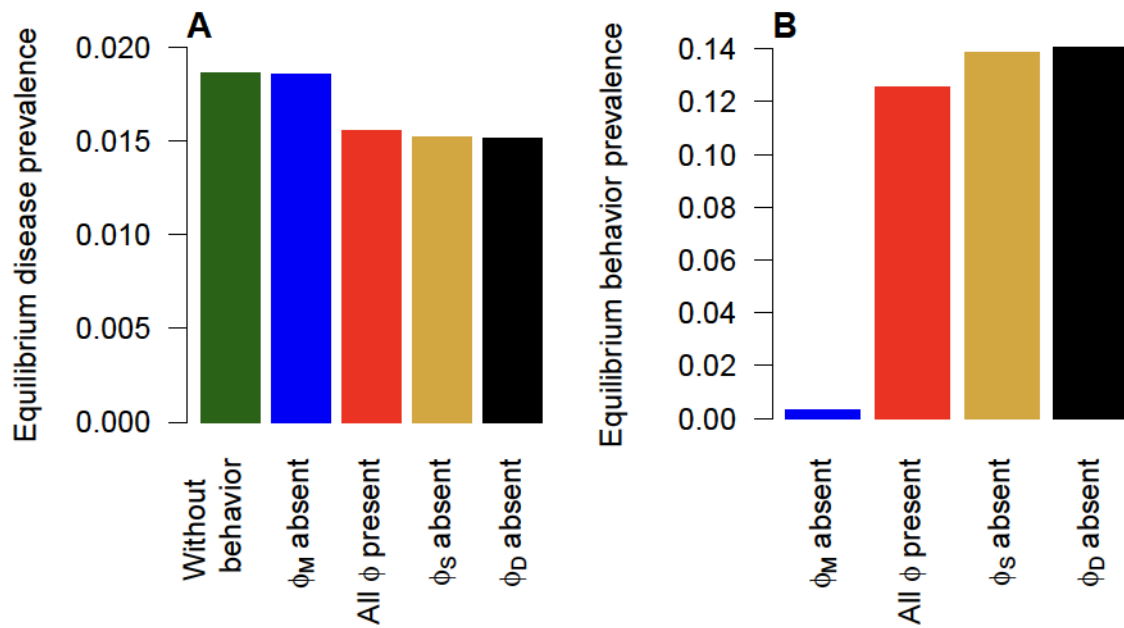 A
Equilibrium disease prevalence
0.020
0.015
0.010
0.005
0.000
Without
behavior
ϕM absent
All ϕ present
ϕS absent
ϕD absent
B
Equilibrium behavior prevalence
0.14
0.12
0.10
0.08
0.06
0.04
0.02
0.00
ϕM absent
All ϕ present
ϕS absent
ϕD absent